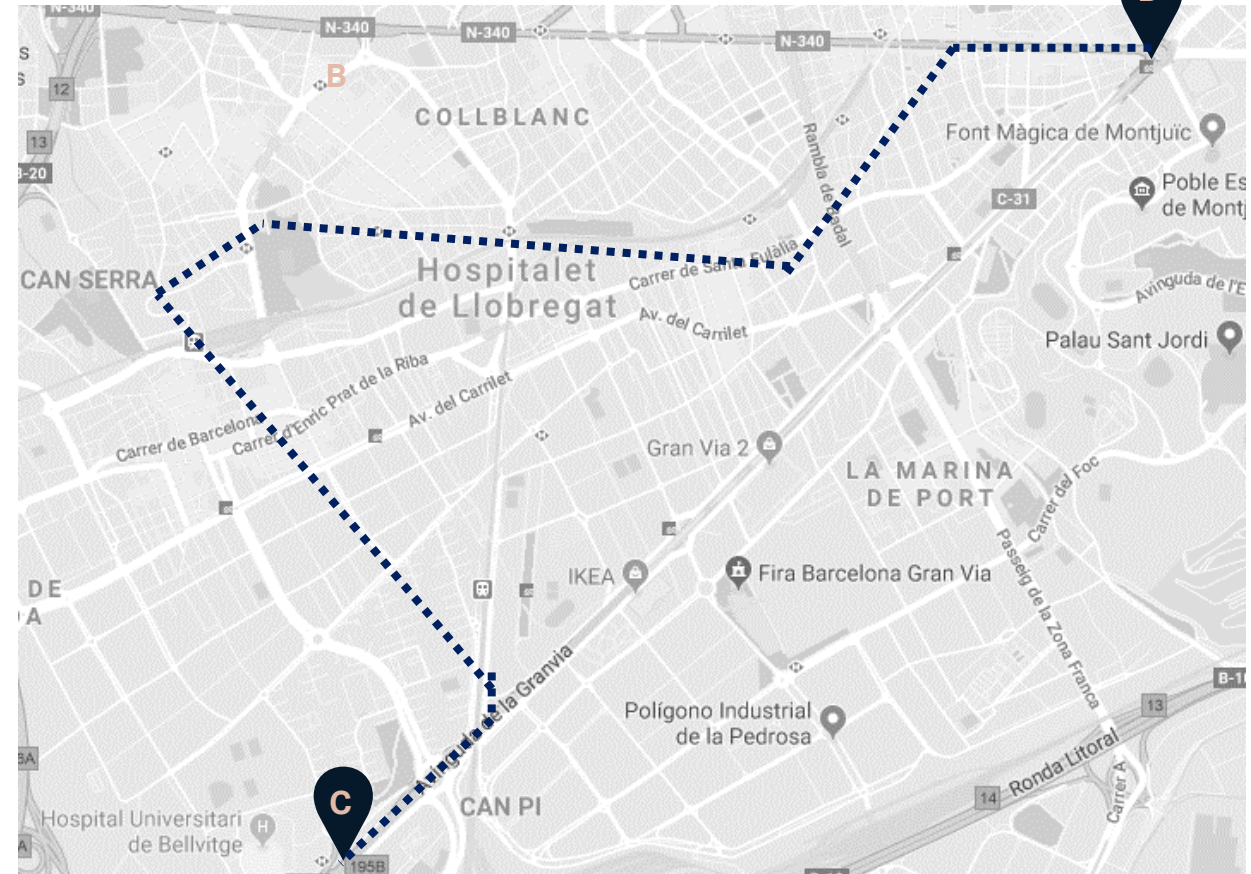 N-340
N-340
N-340
N-340
12
B
COLLBLANC
13
B-20
Rambla de Badal
Font Màgica de Montjuïc
Poble Es
de Montj
C-31
CAN SERRA
Hospitalet
de Llobregat
Carrer de Santa Eulàlia
Av. del Carrilet
Avinguda de l'E
Palau Sant Jordi
Carrer d'Enric Prat de la Riba
Av. del Carrilet
Carrer de Barcelona
Gran Via 2
LA MARINA
DE PORT
Carrer del Foc
DE
A
IKEA
Fira Barcelona Gran Via
Passeig de la Zona Franca
Avinguda de la Granvia
B-10
13
Polígono Industrial
de la Pedrosa
Ronda Litoral
14
Carrer A
C
CAN PI
Hospital Universitari
de Bellvitge
H
195B